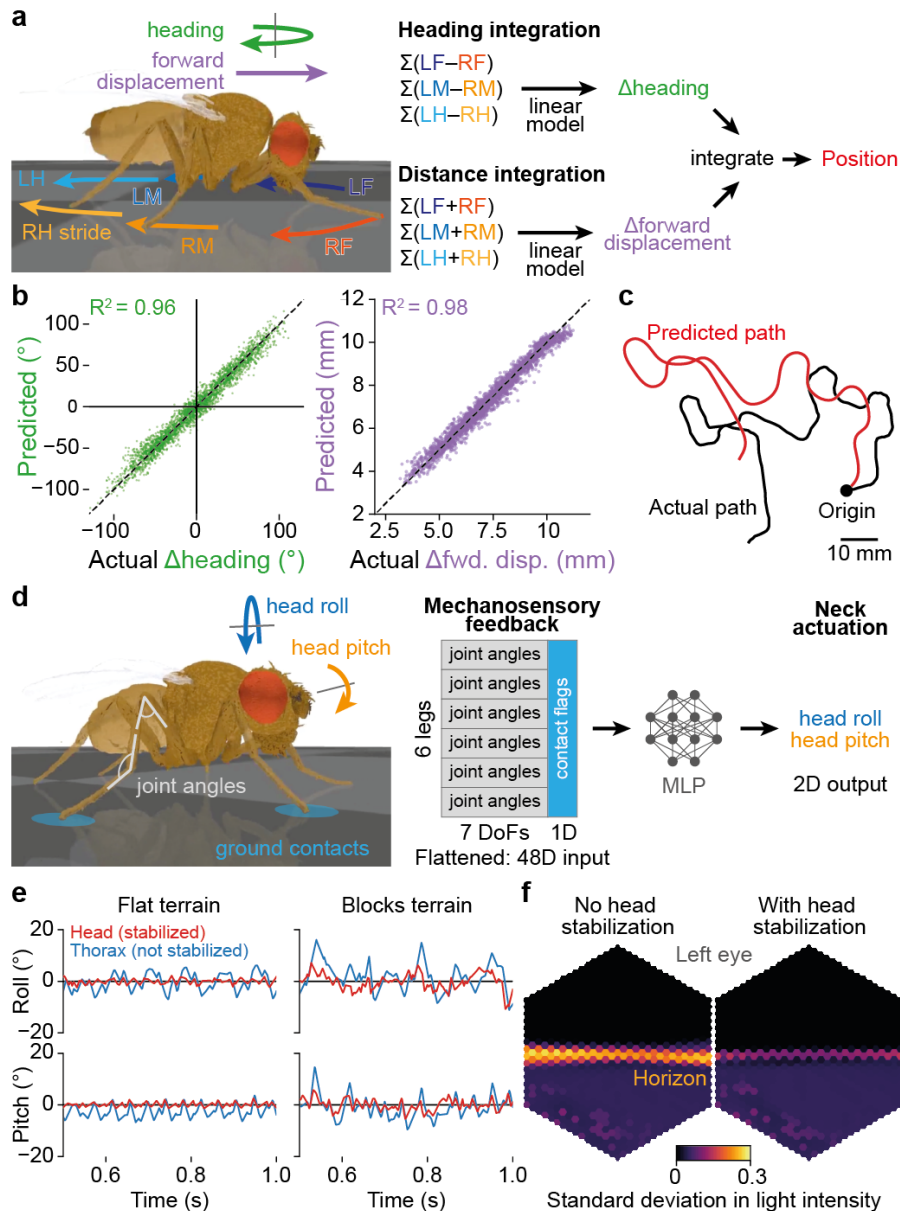 a
heading
forward
displacement
LH
LM
LF
RH stride
RM
RF
Heading integration
Σ(LF–RF)
Σ(LM–RM)
Σ(LH–RH)
linear
model
Δheading
Distance integration
Σ(LF+RF)
Σ(LM+RM)
Σ(LH+RH)
linear
model
Δforward
displacement
integrate
Position
b
R² = 0.96
Predicted (°)
100
50
0
−50
−100
−100
0
100
Actual Δheading (°)
R² = 0.98
Predicted (mm)
12
10
8
6
4
2
2.5
5.0
7.5
10.0
Actual Δfwd. disp. (mm)
c
Predicted path
Actual path
Origin
10 mm
d
head roll
head pitch
joint angles
ground contacts
Mechanosensory
feedback
6 legs
joint angles
joint angles
joint angles
joint angles
joint angles
joint angles
contact flags
7 DoFs
1D
Flattened: 48D input
MLP
Neck
actuation
head roll
head pitch
2D output
e
Flat terrain
Blocks terrain
Head (stabilized)
Thorax (not stabilized)
Roll (°)
20
0
−20
Pitch (°)
20
0
−20
0.6
0.8
1.0
Time (s)
0.6
0.8
1.0
Time (s)
f
No head
stabilization
With head
stabilization
Left eye
Horizon
0
0.3
Standard deviation in light intensity